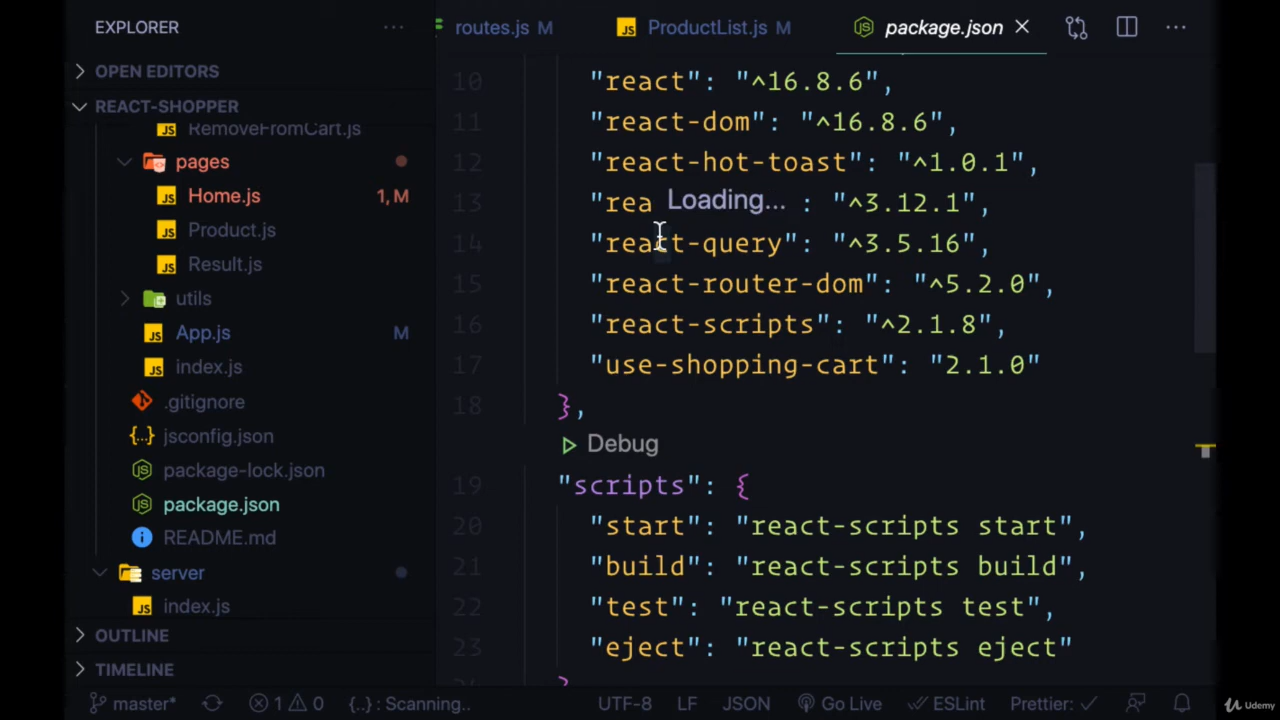 EXPLORER
routes.js M
ProductList.js M
package.json
OPEN EDITORS
REACT-SHOPPER
RemoveFromCart.js
pages
Home.js 1, M
Product.js
Result.js
utils
App.js M
index.js
.gitignore
jsconfig.json
package-lock.json
package.json
README.md
server
index.js
OUTLINE
TIMELINE
10 "react": "^16.8.6",
11 "react-dom": "^16.8.6",
12 "react-hot-toast": "^1.0.1",
13 "rea Loading... : "^3.12.1",
14 "react-query": "^3.5.16",
15 "react-router-dom": "^5.2.0",
16 "react-scripts": "^2.1.8",
17 "use-shopping-cart": "2.1.0"
18 },
Debug
19 "scripts": {
20 "start": "react-scripts start",
21 "build": "react-scripts build",
22 "test": "react-scripts test",
23 "eject": "react-scripts eject"
master* 1 0 {..} : Scanning.. UTF-8 LF JSON Go Live ESLint Prettier: ✓
Udemy